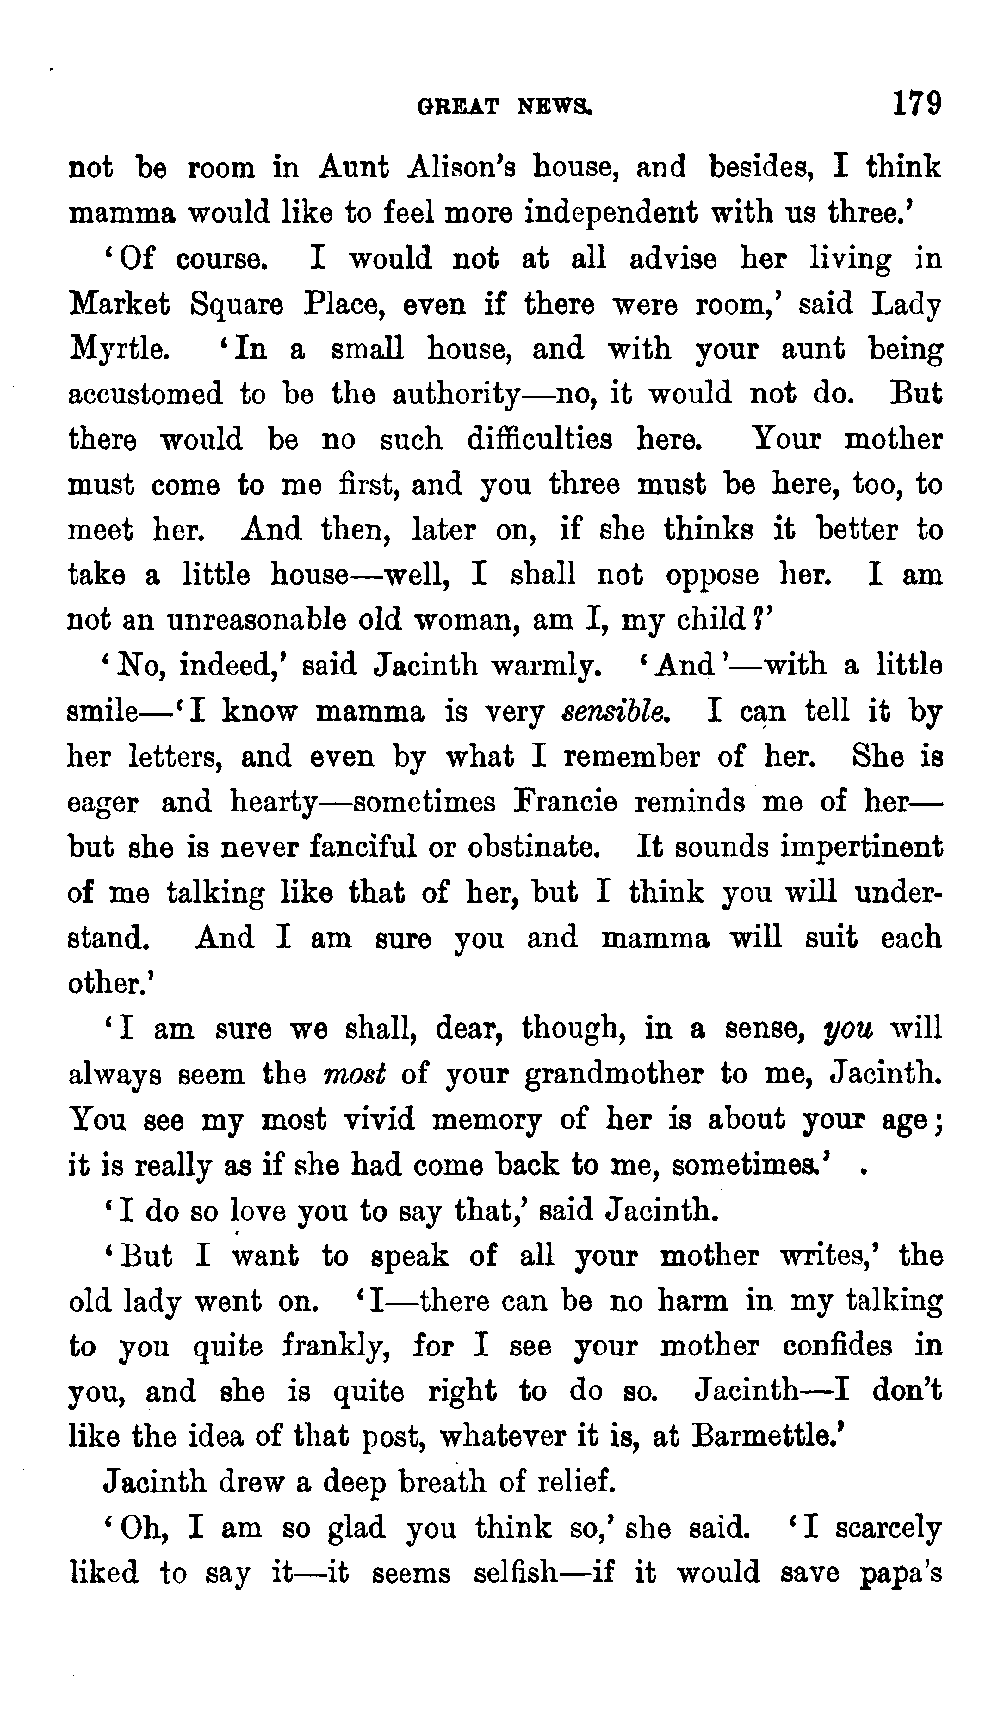 GREAT NEWS. 179
not be room in Aunt Alison's house, and besides, I think
mamma would like to feel more independent with us three.'
'Of course. I would not at all advise her living in
Market Square Place, even if there were room,' said Lady
Myrtle. 'In a small house, and with your aunt being
accustomed to be the authority—no, it would not do. But
there would be no such difficulties here. Your mother
must come to me first, and you three must be here, too, to
meet her. And then, later on, if she thinks it better to
take a little house—well, I shall not oppose her. I am
not an unreasonable old woman, am I, my child?'
'No, indeed,' said Jacinth warmly. 'And'—with a little
smile—'I know mamma is very sensible. I can tell it by
her letters, and even by what I remember of her. She is
eager and hearty—sometimes Francie reminds me of her—
but she is never fanciful or obstinate. It sounds impertinent
of me talking like that of her, but I think you will under-
stand. And I am sure you and mamma will suit each
other.'
'I am sure we shall, dear, though, in a sense, you will
always seem the most of your grandmother to me, Jacinth.
You see my most vivid memory of her is about your age;
it is really as if she had come back to me, sometimes.'
'I do so love you to say that,' said Jacinth.
'But I want to speak of all your mother writes,' the
old lady went on. 'I—there can be no harm in my talking
to you quite frankly, for I see your mother confides in
you, and she is quite right to do so. Jacinth—I don't
like the idea of that post, whatever it is, at Barmettle.'
Jacinth drew a deep breath of relief.
'Oh, I am so glad you think so,' she said. 'I scarcely
liked to say it—it seems selfish—if it would save papa's